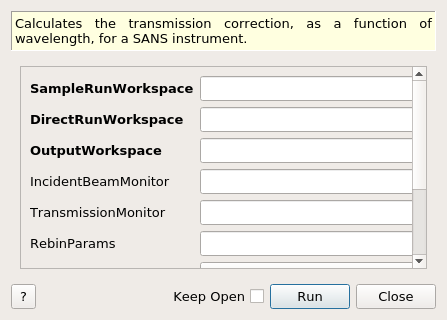 Calculates the transmission correction, as a function of
wavelength, for a SANS instrument.
SampleRunWorkspace
DirectRunWorkspace
OutputWorkspace
IncidentBeamMonitor
TransmissionMonitor
RebinParams
? Keep Open Run Close